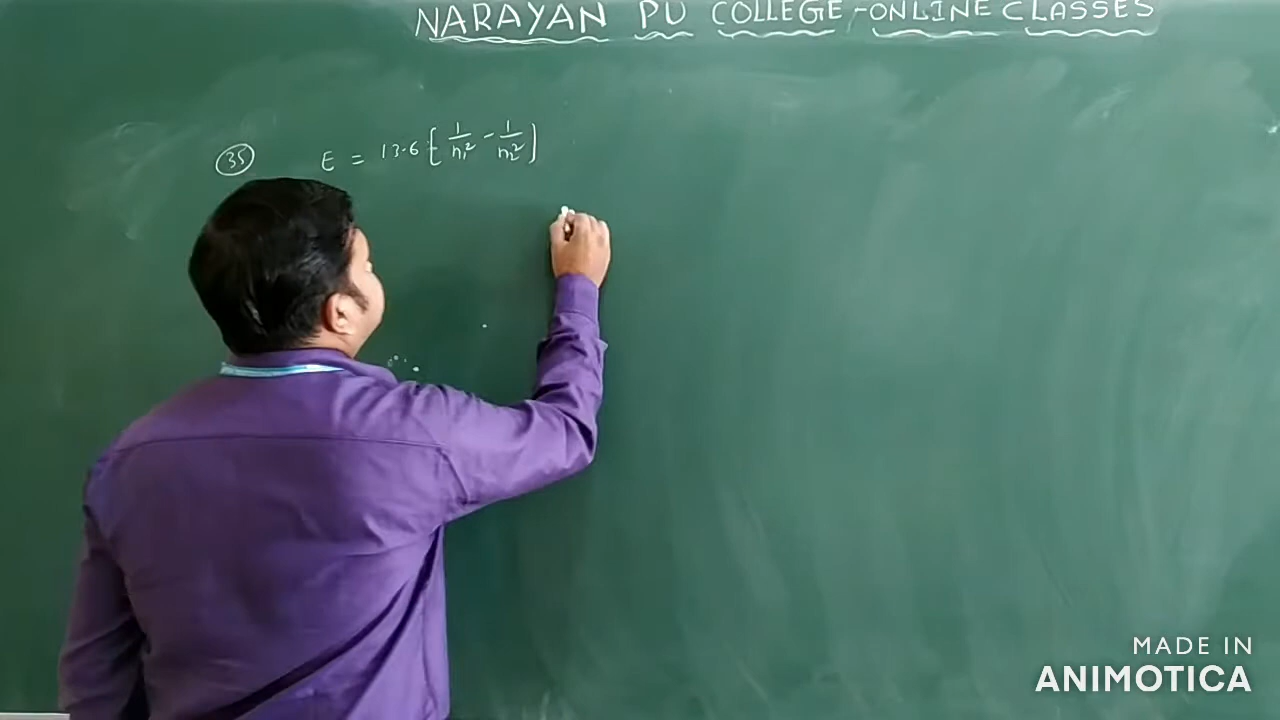 NARAYAN PU COLLEGE - ONLINE CLASSES
(35) E = 13.6 [ 1/n₁² - 1/n₂² ]
MADE IN
ANIMOTICA